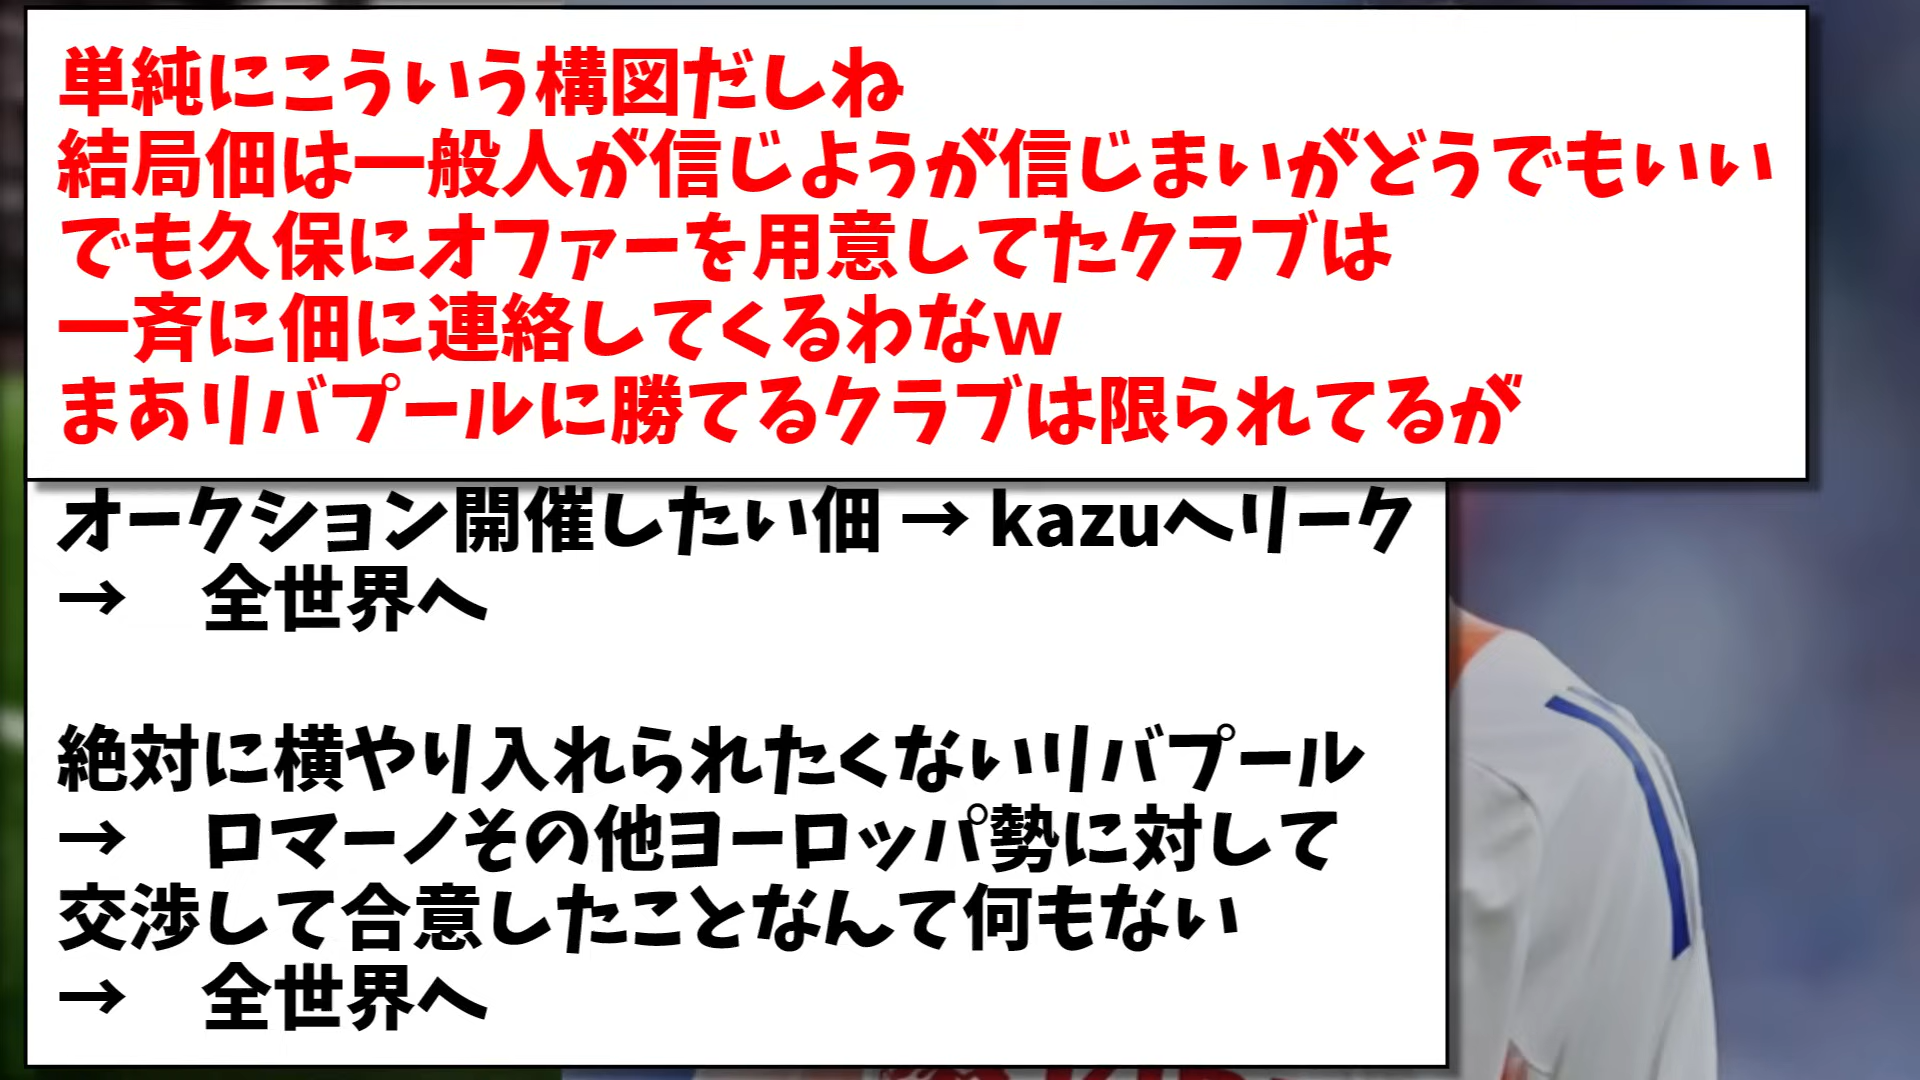 単純にこういう構図だしね
結局佃は一般人が信じようが信じまいがどうでもいい
でも久保にオファーを用意してたクラブは
一斉に佃に連絡してくるわなw
まありバプールに勝てるクラブは限られてるが
オークション開催したい佃 → kazuへリーク
→　全世界へ
絶対に横やり入れられたくないリバプール
→　ロマーノその他ヨーロッパ勢に対して
交渉して合意したことなんて何もない
→　全世界へ